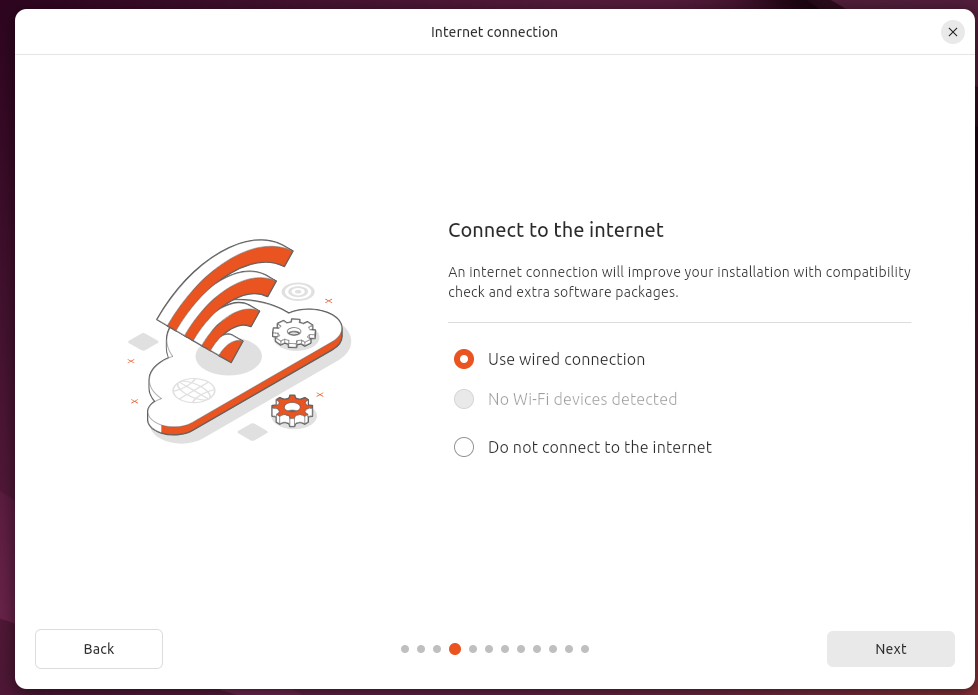 Internet connection
Connect to the internet
An internet connection will improve your installation with compatibility
check and extra software packages.
Use wired connection
No Wi-Fi devices detected
Do not connect to the internet
Back
Next